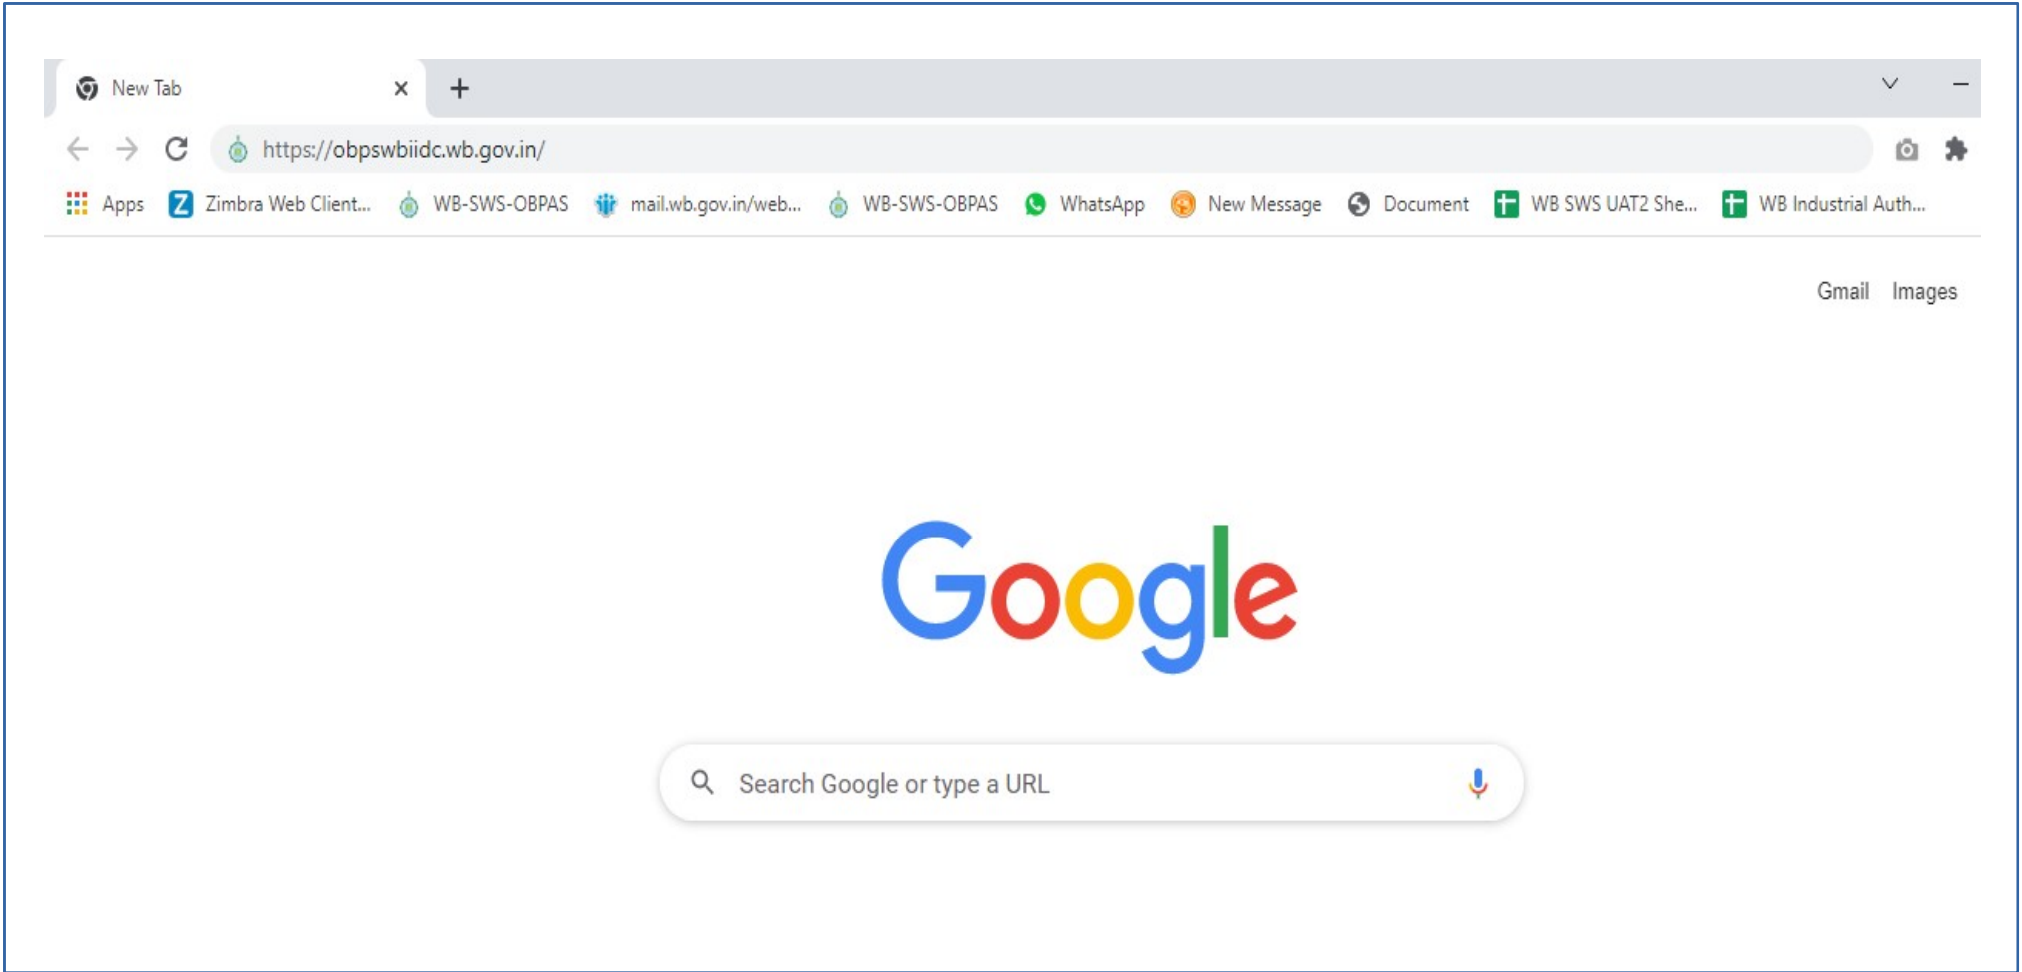 New Tab
https://obpswbiidc.wb.gov.in/
Apps Zimbra Web Client... WB-SWS-OBPAS mail.wb.gov.in/web... WB-SWS-OBPAS WhatsApp New Message Document WB SWS UAT2 She... WB Industrial Auth...
Gmail Images
Google
Search Google or type a URL